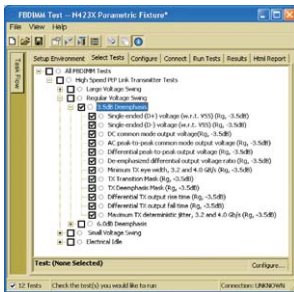 FBDIMM Test -- N423X Parametric Fixture*
File View Help
Setup Environment Select Tests Configure Connect Run Tests Results Html Report
Task Flow
All FBDIMM Tests
High Speed PtP Link Transmitter Tests
Large Voltage Swing
Regular Voltage Swing
3.5dB Deemphasis
Single-ended (D+) voltage (w.r.t. VSS) (Rg, -3.5dB)
Single-ended (D-) voltage (w.r.t. VSS) (Rg, -3.5dB)
DC common mode output voltage(Rg, -3.5dB)
AC peak-to-peak common mode output voltage (Rg, -3.5dB)
Differential peak-to-peak output voltage (Rg, -3.5dB)
De-emphasized differential output voltage ratio (Rg, -3.5dB)
Minimum TX eye width, 3.2 and 4.0 GB/s (Rg, -3.5dB)
TX Transition Mask (Rg, -3.5dB)
TX Deemphasis Mask (Rg, -3.5dB)
Differential TX output rise time (Rg, -3.5dB)
Differential TX output fall time (Rg, -3.5dB)
Maximum TX deterministic jitter, 3.2 and 4.0 Gb/s (Rg, -3.5dB)
6.0dB Deemphasis
Small Voltage Swing
Electrical Idle
Test: (None Selected)
Configure...
12 Tests Check the test(s) you would like to run Connection: UNKNOWN